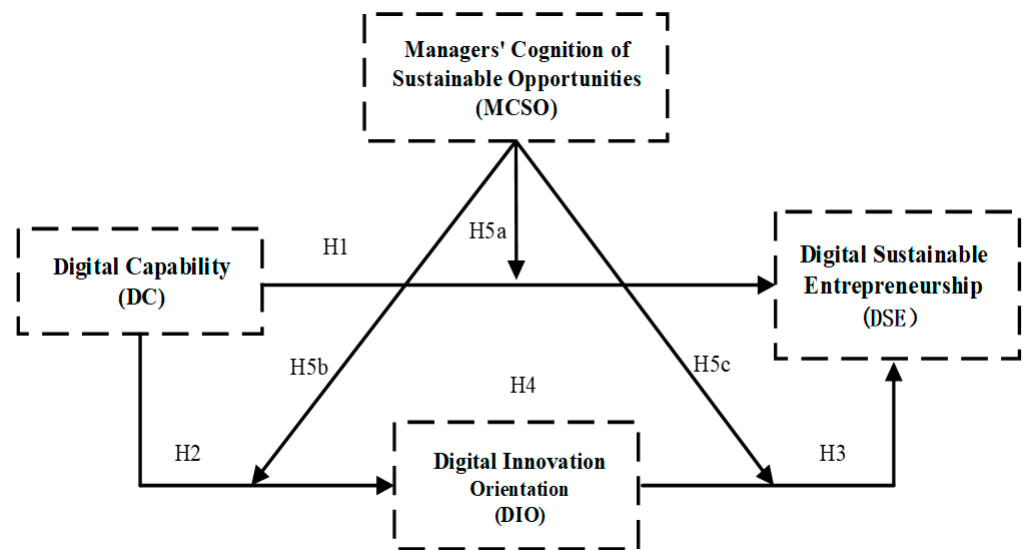 Managers' Cognition of
Sustainable Opportunities
(MCSO)
H5a
H1
Digital Capability
(DC)
Digital Sustainable
Entrepreneurship
(DSE）
H5b
H4
H5c
H2
Digital Innovation
Orientation
(DIO)
H3